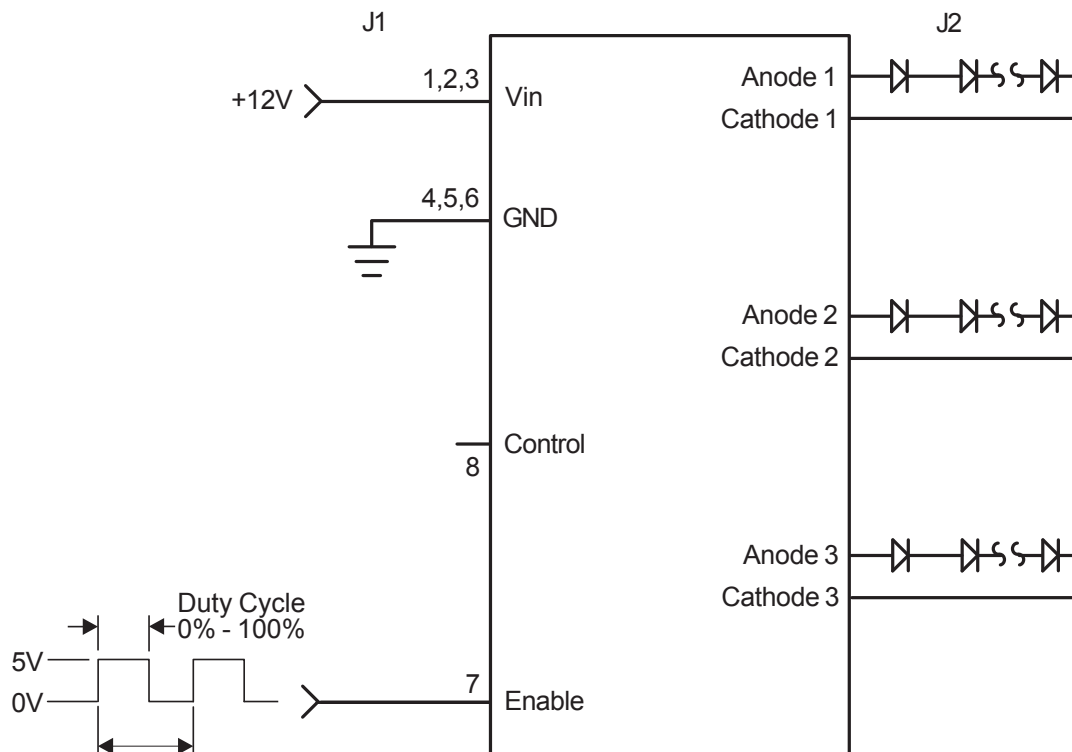 J1
J2
1,2,3
Anode 1
+12V
Vin
Cathode 1
4,5,6
GND
Anode 2
Cathode 2
Control
8
Anode 3
Cathode 3
Duty Cycle
0% - 100%
5V
7
0V
Enable